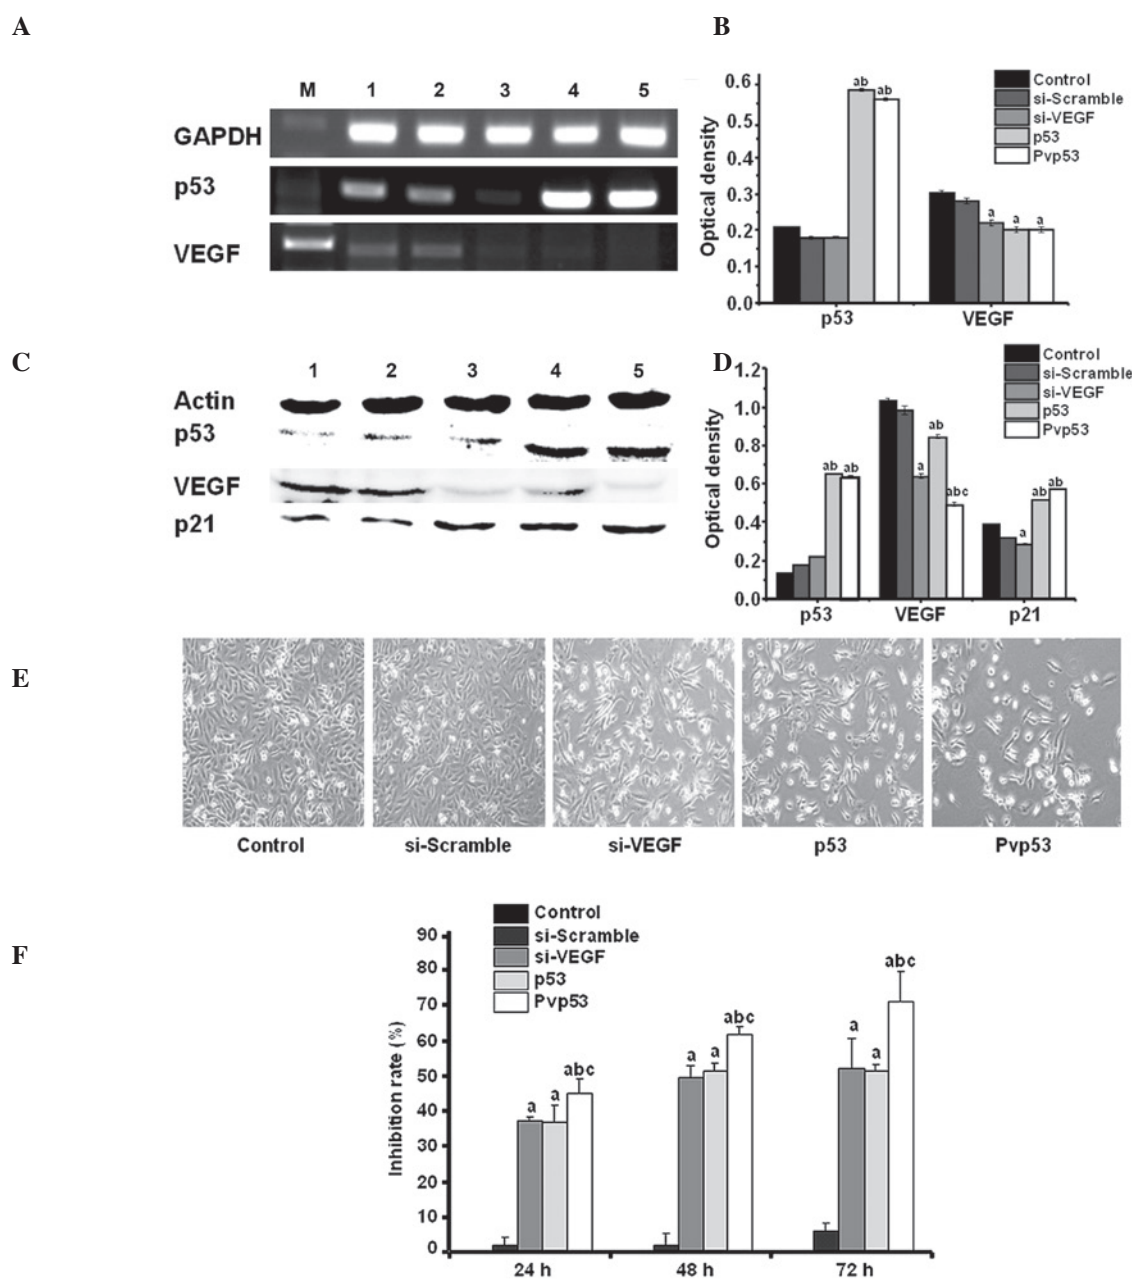 A
M 1 2 3 4 5
GAPDH
p53
VEGF
B
Optical density
0.6
0.5
0.4
0.3
0.2
0.1
0.0
Control
si-Scramble
si-VEGF
p53
Pvp53
ab ab
a a a
p53 VEGF
C
1 2 3 4 5
Actin
p53
VEGF
p21
D
Optical density
1.2
1.0
0.8
0.6
0.4
0.2
0.0
Control
si-Scramble
si-VEGF
p53
Pvp53
ab ab
a ab abc
a ab ab
p53 VEGF p21
E
Control si-Scramble si-VEGF p53 Pvp53
F
Inhibition rate (%)
90
80
70
60
50
40
30
20
10
0
Control
si-Scramble
si-VEGF
p53
Pvp53
a a abc
a a abc
a a abc
24 h 48 h 72 h